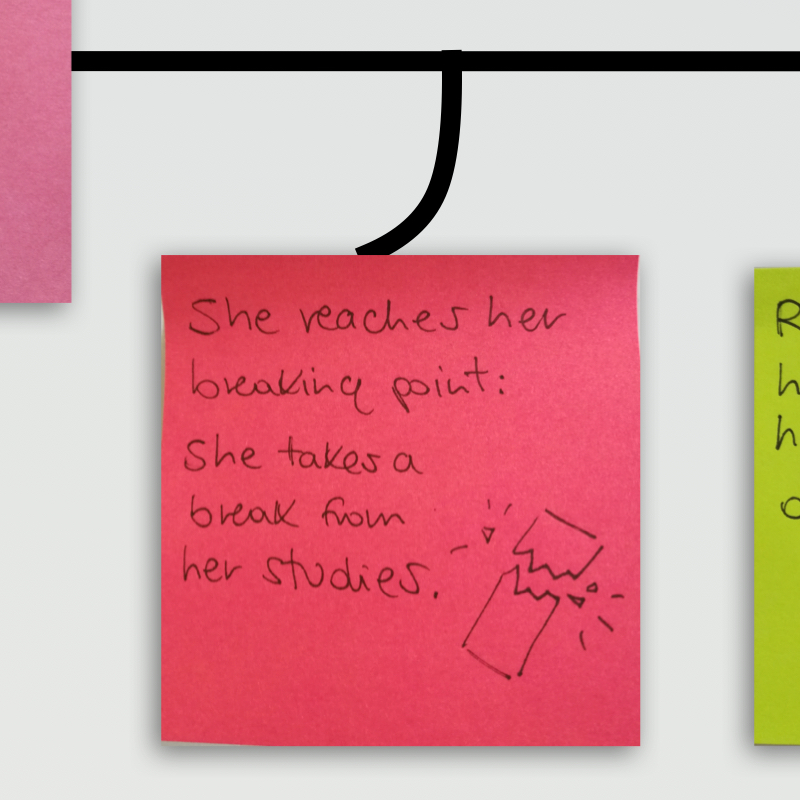 She reaches her
breaking point:
She takes a
break from
her studies.
R
h
h